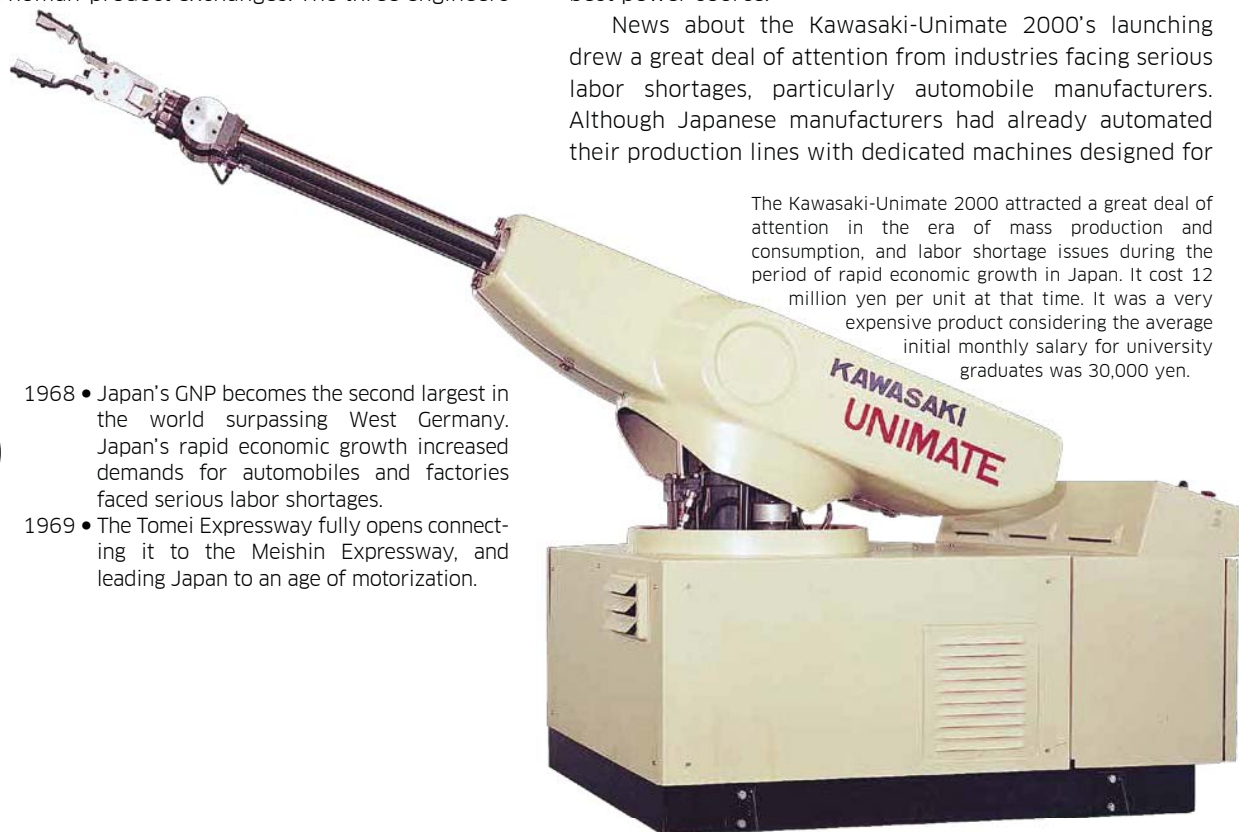 human-product exchanges. The three engineers
best power source.
News about the Kawasaki-Unimate 2000's launching
drew a great deal of attention from industries facing serious
labor shortages, particularly automobile manufacturers.
Although Japanese manufacturers had already automated
their production lines with dedicated machines designed for
The Kawasaki-Unimate 2000 attracted a great deal of
attention in the era of mass production and
consumption, and labor shortage issues during the
period of rapid economic growth in Japan. It cost 12
million yen per unit at that time. It was a very
expensive product considering the average
initial monthly salary for university
graduates was 30,000 yen.
KAWASAKI
UNIMATE
1968 • Japan's GNP becomes the second largest in
the world surpassing West Germany.
Japan's rapid economic growth increased
demands for automobiles and factories
faced serious labor shortages.
1969 • The Tomei Expressway fully opens connect-
ing it to the Meishin Expressway, and
leading Japan to an age of motorization.